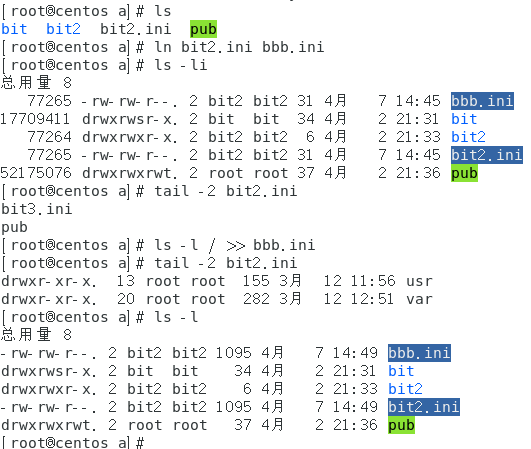 [root@centos a]# ls
bit  bit2  bit2.ini  pub
[root@centos a]# ln bit2.ini bbb.ini
[root@centos a]# ls -li
总用量 8
   77265 -rw-rw-r--. 2 bit2 bit2 31 4月   7 14:45 bbb.ini
17709411 drwxrwsr-x. 2 bit  bit  34 4月   2 21:31 bit
   77264 drwxrwxr-x. 2 bit2 bit2  6 4月   2 21:33 bit2
   77265 -rw-rw-r--. 2 bit2 bit2 31 4月   7 14:45 bit2.ini
52175076 drwxrwxrwt. 2 root root 37 4月   2 21:36 pub
[root@centos a]# tail -2 bit2.ini
bit3.ini
pub
[root@centos a]# ls -l / >> bbb.ini
[root@centos a]# tail -2 bit2.ini
drwxr-xr-x.  13 root root  155 3月  12 11:56 usr
drwxr-xr-x.  20 root root  282 3月  12 12:51 var
[root@centos a]# ls -l
总用量 8
-rw-rw-r--. 2 bit2 bit2 1095 4月   7 14:49 bbb.ini
drwxrwsr-x. 2 bit  bit    34 4月   2 21:31 bit
drwxrwxr-x. 2 bit2 bit2    6 4月   2 21:33 bit2
-rw-rw-r--. 2 bit2 bit2 1095 4月   7 14:49 bit2.ini
drwxrwxrwt. 2 root root   37 4月   2 21:36 pub
[root@centos a]#